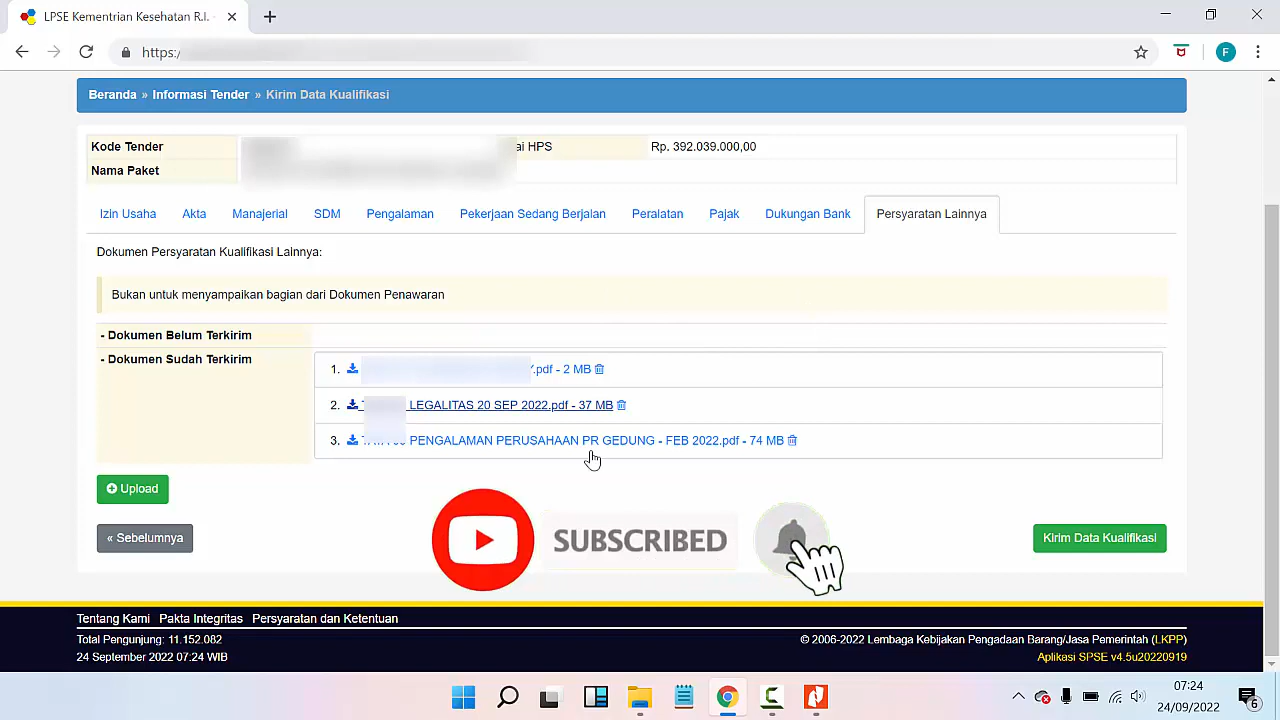 LPSE Kementrian Kesehatan R.I. -
https:/
F
Beranda » Informasi Tender » Kirim Data Kualifikasi
Kode Tender
ai HPS
Rp. 392.039.000,00
Nama Paket
Izin Usaha Akta Manajerial SDM Pengalaman Pekerjaan Sedang Berjalan Peralatan Pajak Dukungan Bank Persyaratan Lainnya
Dokumen Persyaratan Kualifikasi Lainnya:
Bukan untuk menyampaikan bagian dari Dokumen Penawaran
- Dokumen Belum Terkirim
- Dokumen Sudah Terkirim
1. .pdf - 2 MB
2. LEGALITAS 20 SEP 2022.pdf - 37 MB
3. PENGALAMAN PERUSAHAAN PR GEDUNG - FEB 2022.pdf - 74 MB
Upload
« Sebelumnya
SUBSCRIBED
Kirim Data Kualifikasi
Tentang Kami Pakta Integritas Persyaratan dan Ketentuan
Total Pengunjung: 11.152.082
© 2006-2022 Lembaga Kebijakan Pengadaan Barang/Jasa Pemerintah (LKPP)
24 September 2022 07:24 WIB
Aplikasi SPSE v4.5u20220919
07:24
24/09/2022
6